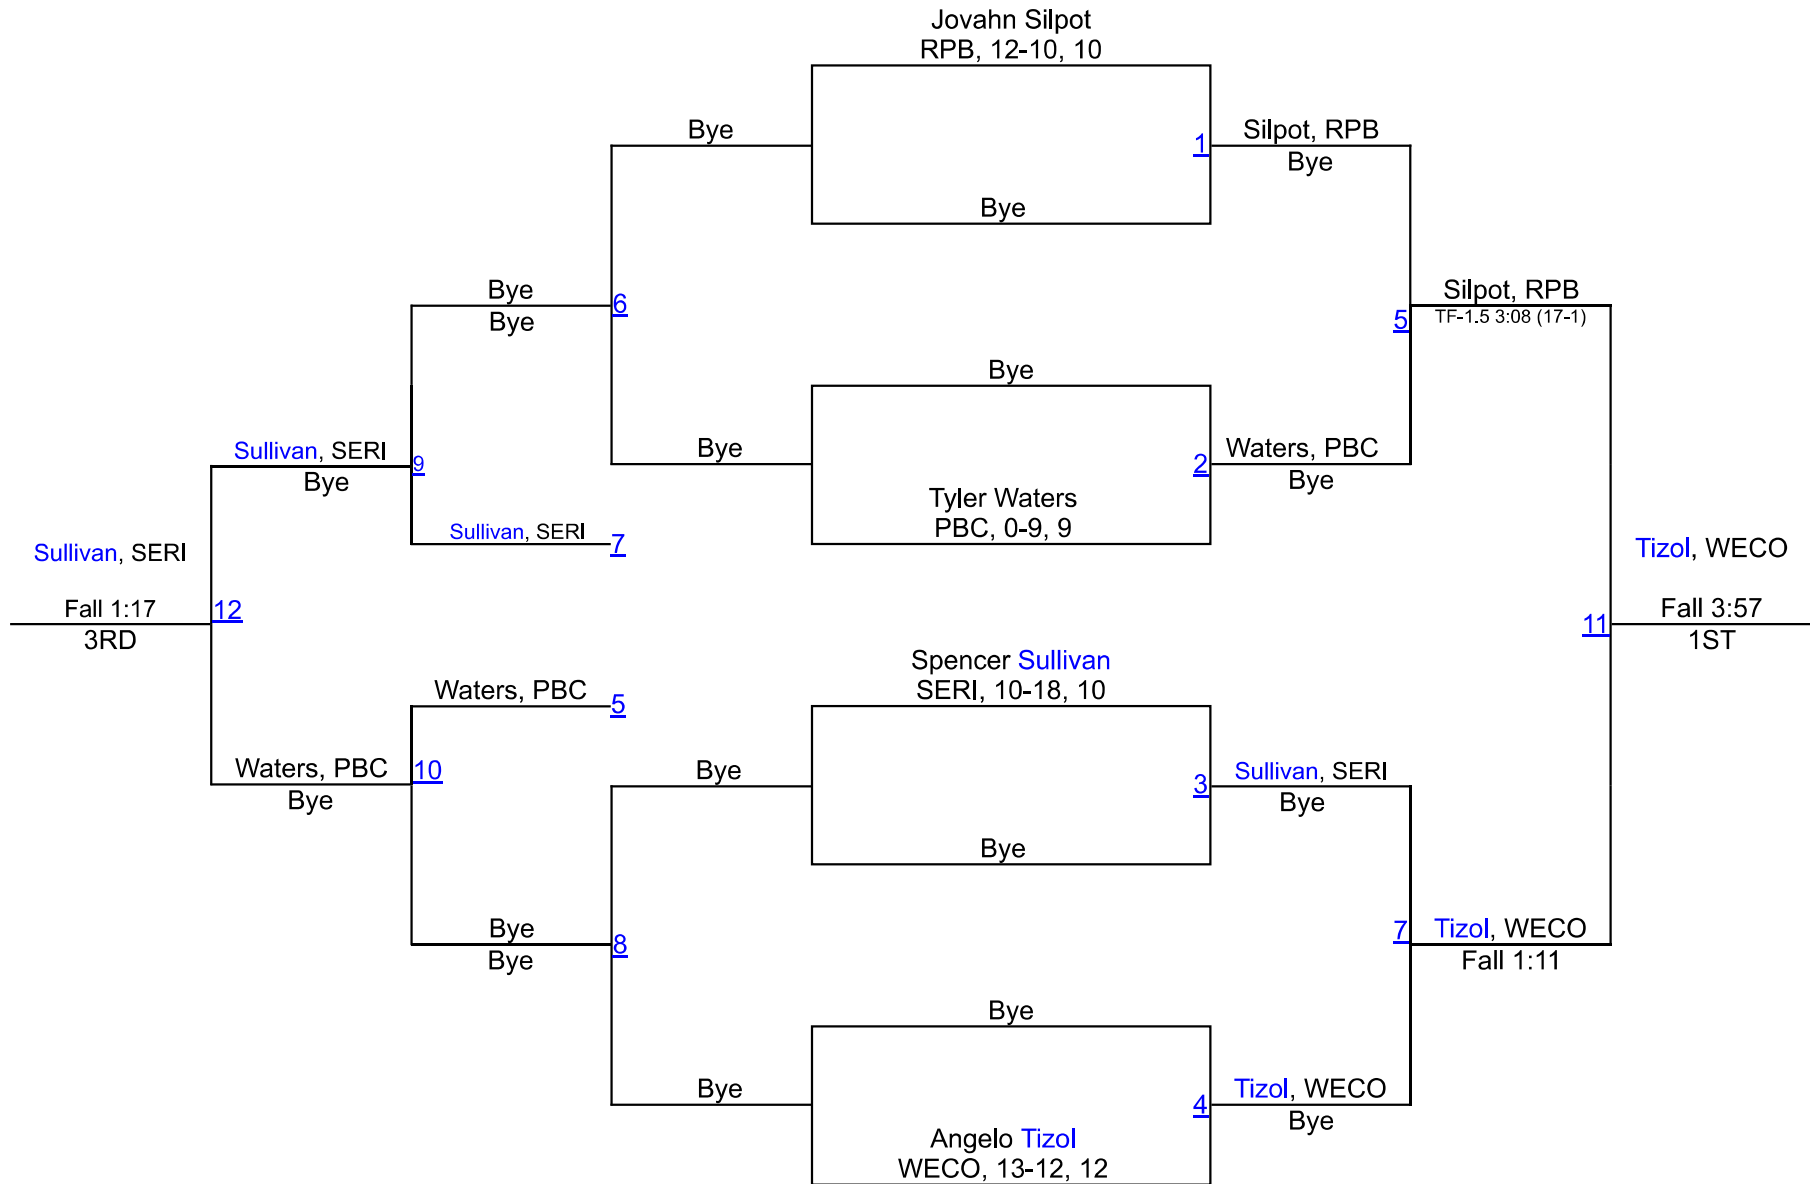 Jovahn Silpot
RPB, 12-10, 10
Bye
1
Silpot, RPB
Bye
Bye
Bye
Bye
6
Silpot, RPB
TF-1.5 3:08 (17-1)
5
Bye
Sullivan, SERI
Bye
9
Bye
2
Waters, PBC
Bye
Tyler Waters
PBC, 0-9, 9
Sullivan, SERI
7
Sullivan, SERI
Fall 1:17
3RD
12
Tizol, WECO
Fall 3:57
1ST
11
Spencer Sullivan
SERI, 10-18, 10
Waters, PBC
5
Waters, PBC
Bye
10
Bye
3
Sullivan, SERI
Bye
Bye
Bye
Bye
8
7
Tizol, WECO
Fall 1:11
Bye
Bye
4
Tizol, WECO
Bye
Angelo Tizol
WECO, 13-12, 12